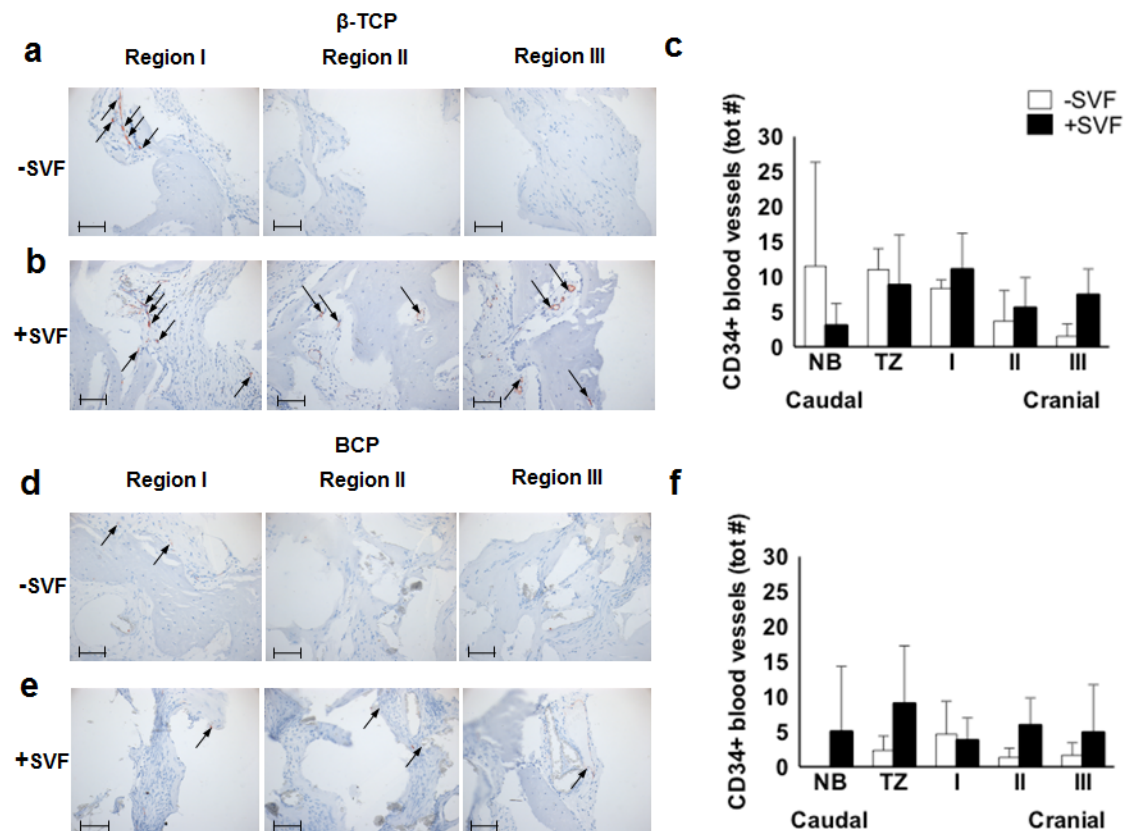 β-TCP
a
Region I
Region II
Region III
-SVF
b
+SVF
c
-SVF
+SVF
CD34+ blood vessels (tot #)
30
25
20
15
10
5
0
NB TZ I II III
Caudal Cranial
BCP
d
Region I
Region II
Region III
-SVF
e
+SVF
f
CD34+ blood vessels (tot #)
30
25
20
15
10
5
0
NB TZ I II III
Caudal Cranial